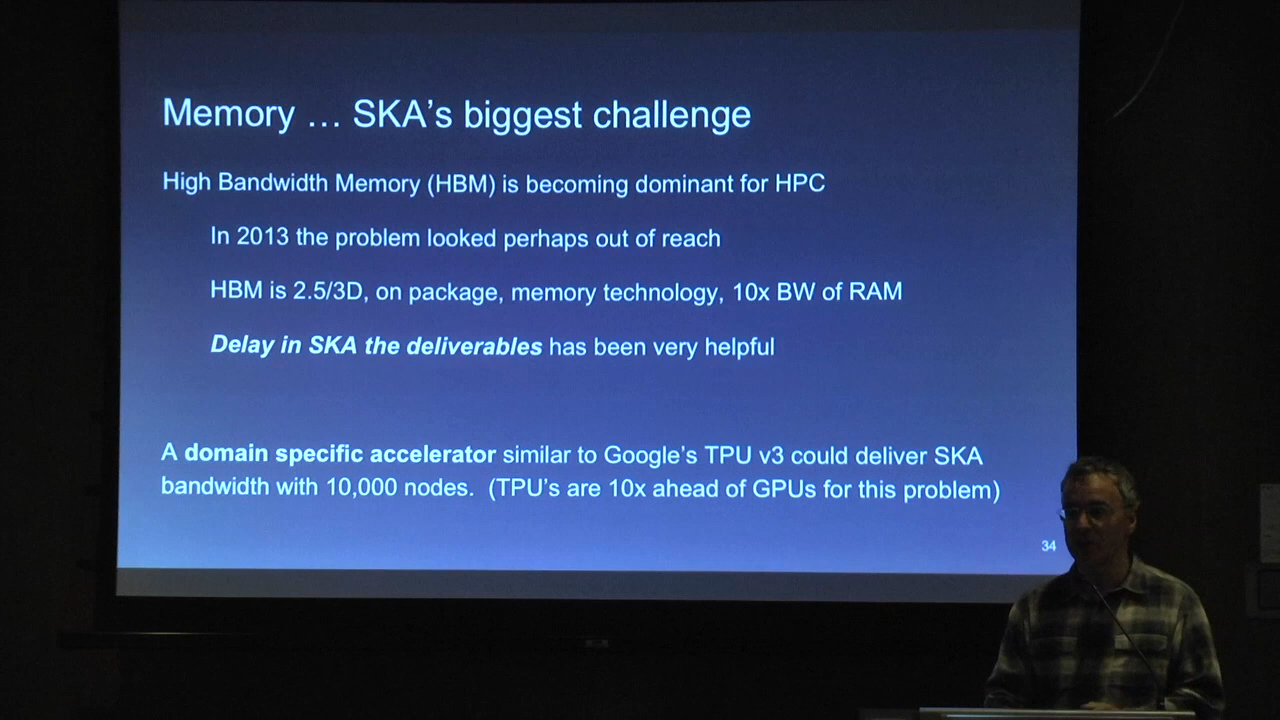 Memory … SKA’s biggest challenge
High Bandwidth Memory (HBM) is becoming dominant for HPC
In 2013 the problem looked perhaps out of reach
HBM is 2.5/3D, on package, memory technology, 10x BW of RAM
Delay in SKA the deliverables has been very helpful
A domain specific accelerator similar to Google’s TPU v3 could deliver SKA
bandwidth with 10,000 nodes. (TPU’s are 10x ahead of GPUs for this problem)
34